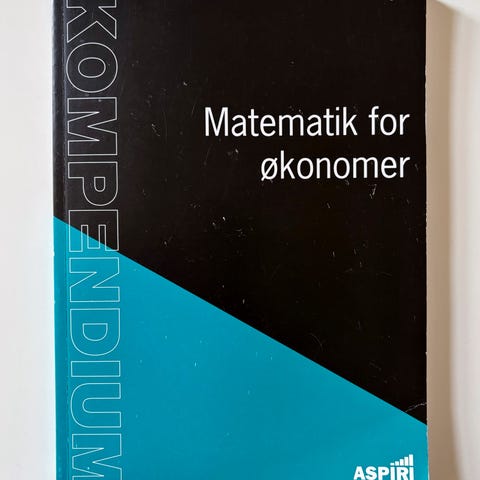 KOMPENDIUM
Matematik for
økonomer
ASPIRI